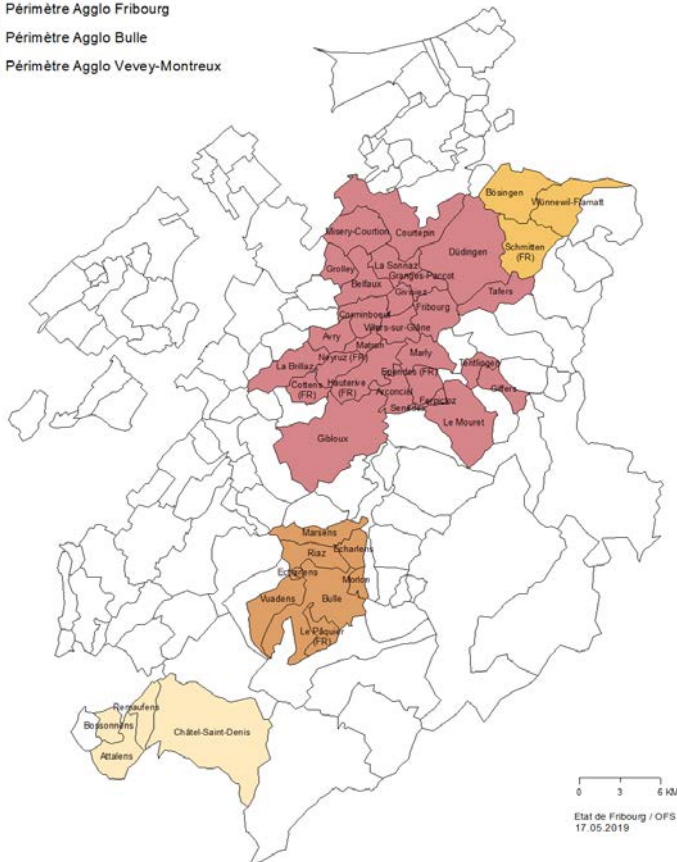 Périmètre Agglo Fribourg
Périmètre Agglo Bulle
Périmètre Agglo Vevey-Montreux
Bösingen
Wünnewil-Flamatt
Schmitten
(FR)
Misery-Courtion
Courtepin
Düdingen
Grolley
La Sonnaz
Granges-Paccot
Belfaux
Givisiez
Tafers
Corminboeuf
Fribourg
Villars-sur-Glâne
Avry
Matran
Neyruz (FR)
Marly
La Brillaz
Tentlingen
Cottens
(FR)
Hauterive
(FR)
Ependes (FR)
Arconciel
Ferpicloz
Giffers
Senèdes
Le Mouret
Gibloux
Marsens
Echarlens
Riaz
Echarlens
Morlon
Vuadens
Bulle
Le Pâquier
(FR)
Remaufens
Bossonnens
Châtel-Saint-Denis
Attalens
0 3 6 KM
Etat de Fribourg / OFS
17.05.2019